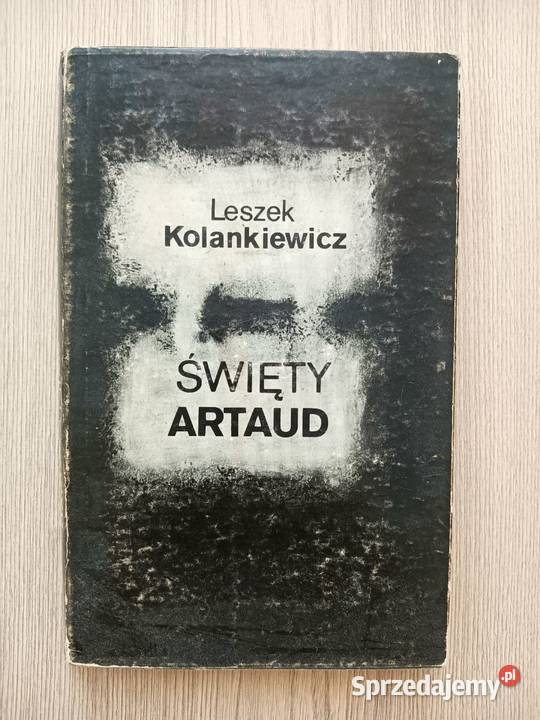 Leszek
Kolankiewicz
ŚWIĘTY
ARTAUD
Sprzedajemy.pl